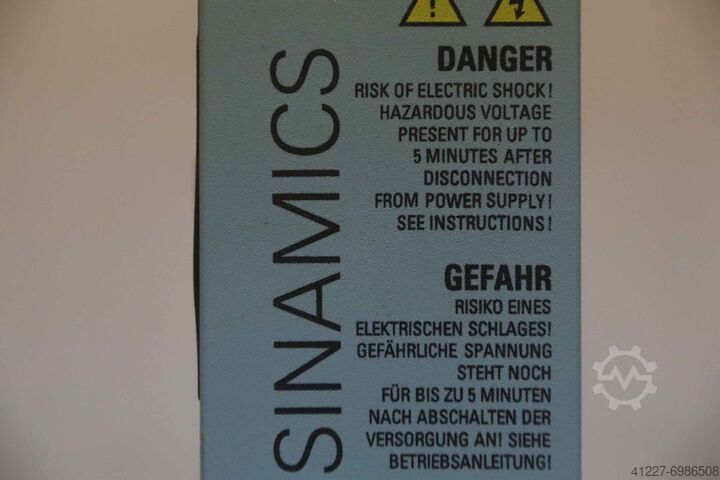 SINAMICS
DANGER
RISK OF ELECTRIC SHOCK!
HAZARDOUS VOLTAGE
PRESENT FOR UP TO
5 MINUTES AFTER
DISCONNECTION
FROM POWER SUPPLY!
SEE INSTRUCTIONS!
GEFAHR
RISIKO EINES
ELEKTRISCHEN SCHLAGES!
GEFÄHRLICHE SPANNUNG
STEHT NOCH
FÜR BIS ZU 5 MINUTEN
NACH ABSCHALTEN DER
VERSORGUNG AN! SIEHE
BETRIEBSANLEITUNG!
41227-6986508